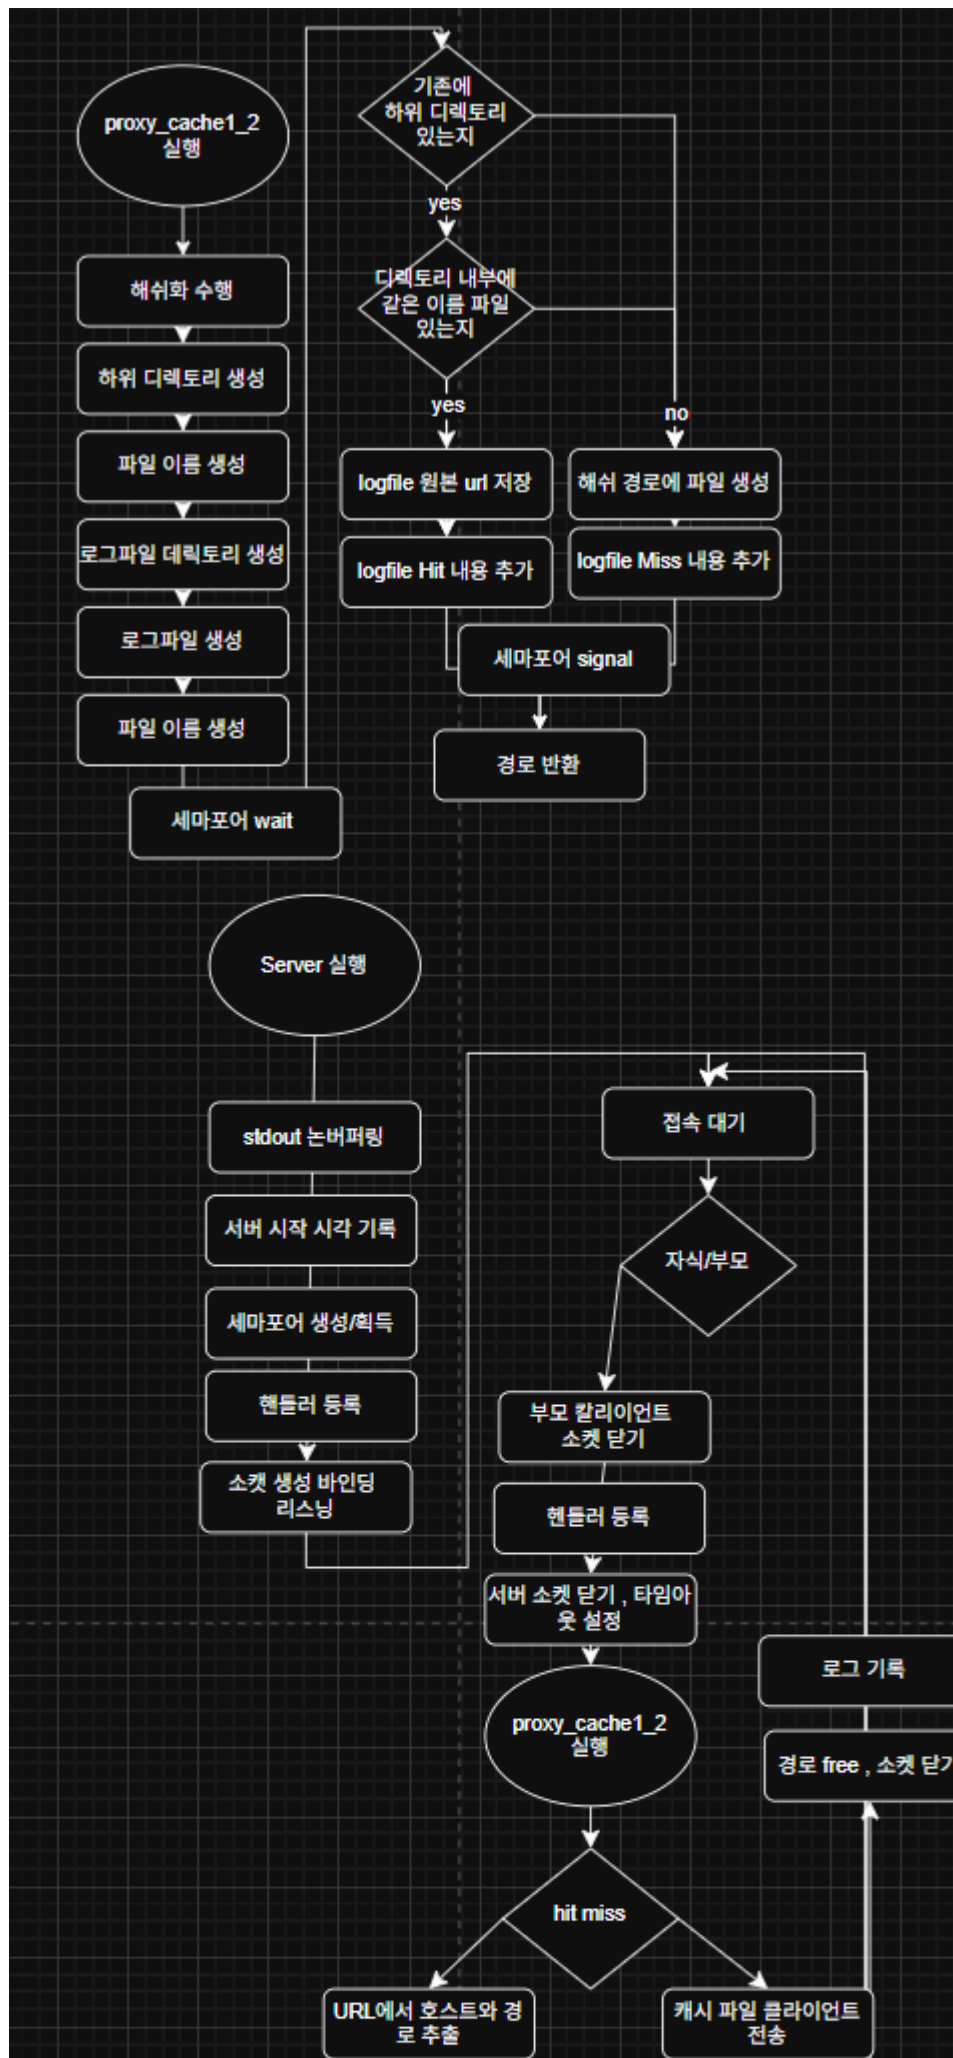 proxy_cache1_2
실행
해쉬화 수행
하위 디렉토리 생성
파일 이름 생성
로그파일 데릭토리 생성
로그파일 생성
파일 이름 생성
세마포어 wait
기존에
하위 디렉토리
있는지
yes
디렉토리 내부에
같은 이름 파일
있는지
yes
no
logfile 원본 url 저장
해쉬 경로에 파일 생성
logfile Hit 내용 추가
logfile Miss 내용 추가
세마포어 signal
경로 반환
Server 실행
stdout 논버퍼링
서버 시작 시각 기록
세마포어 생성/획득
핸들러 등록
소캣 생성 바인딩
리스닝
접속 대기
자식/부모
부모 칼리이언트
소켓 닫기
헨들러 등록
서버 소켓 닫기 , 타임아
웃 설정
proxy_cache1_2
실행
로그 기록
경로 free , 소켓 닫기
hit miss
URL에서 호스트와 경
로 추출
캐시 파일 클라이언트
전송